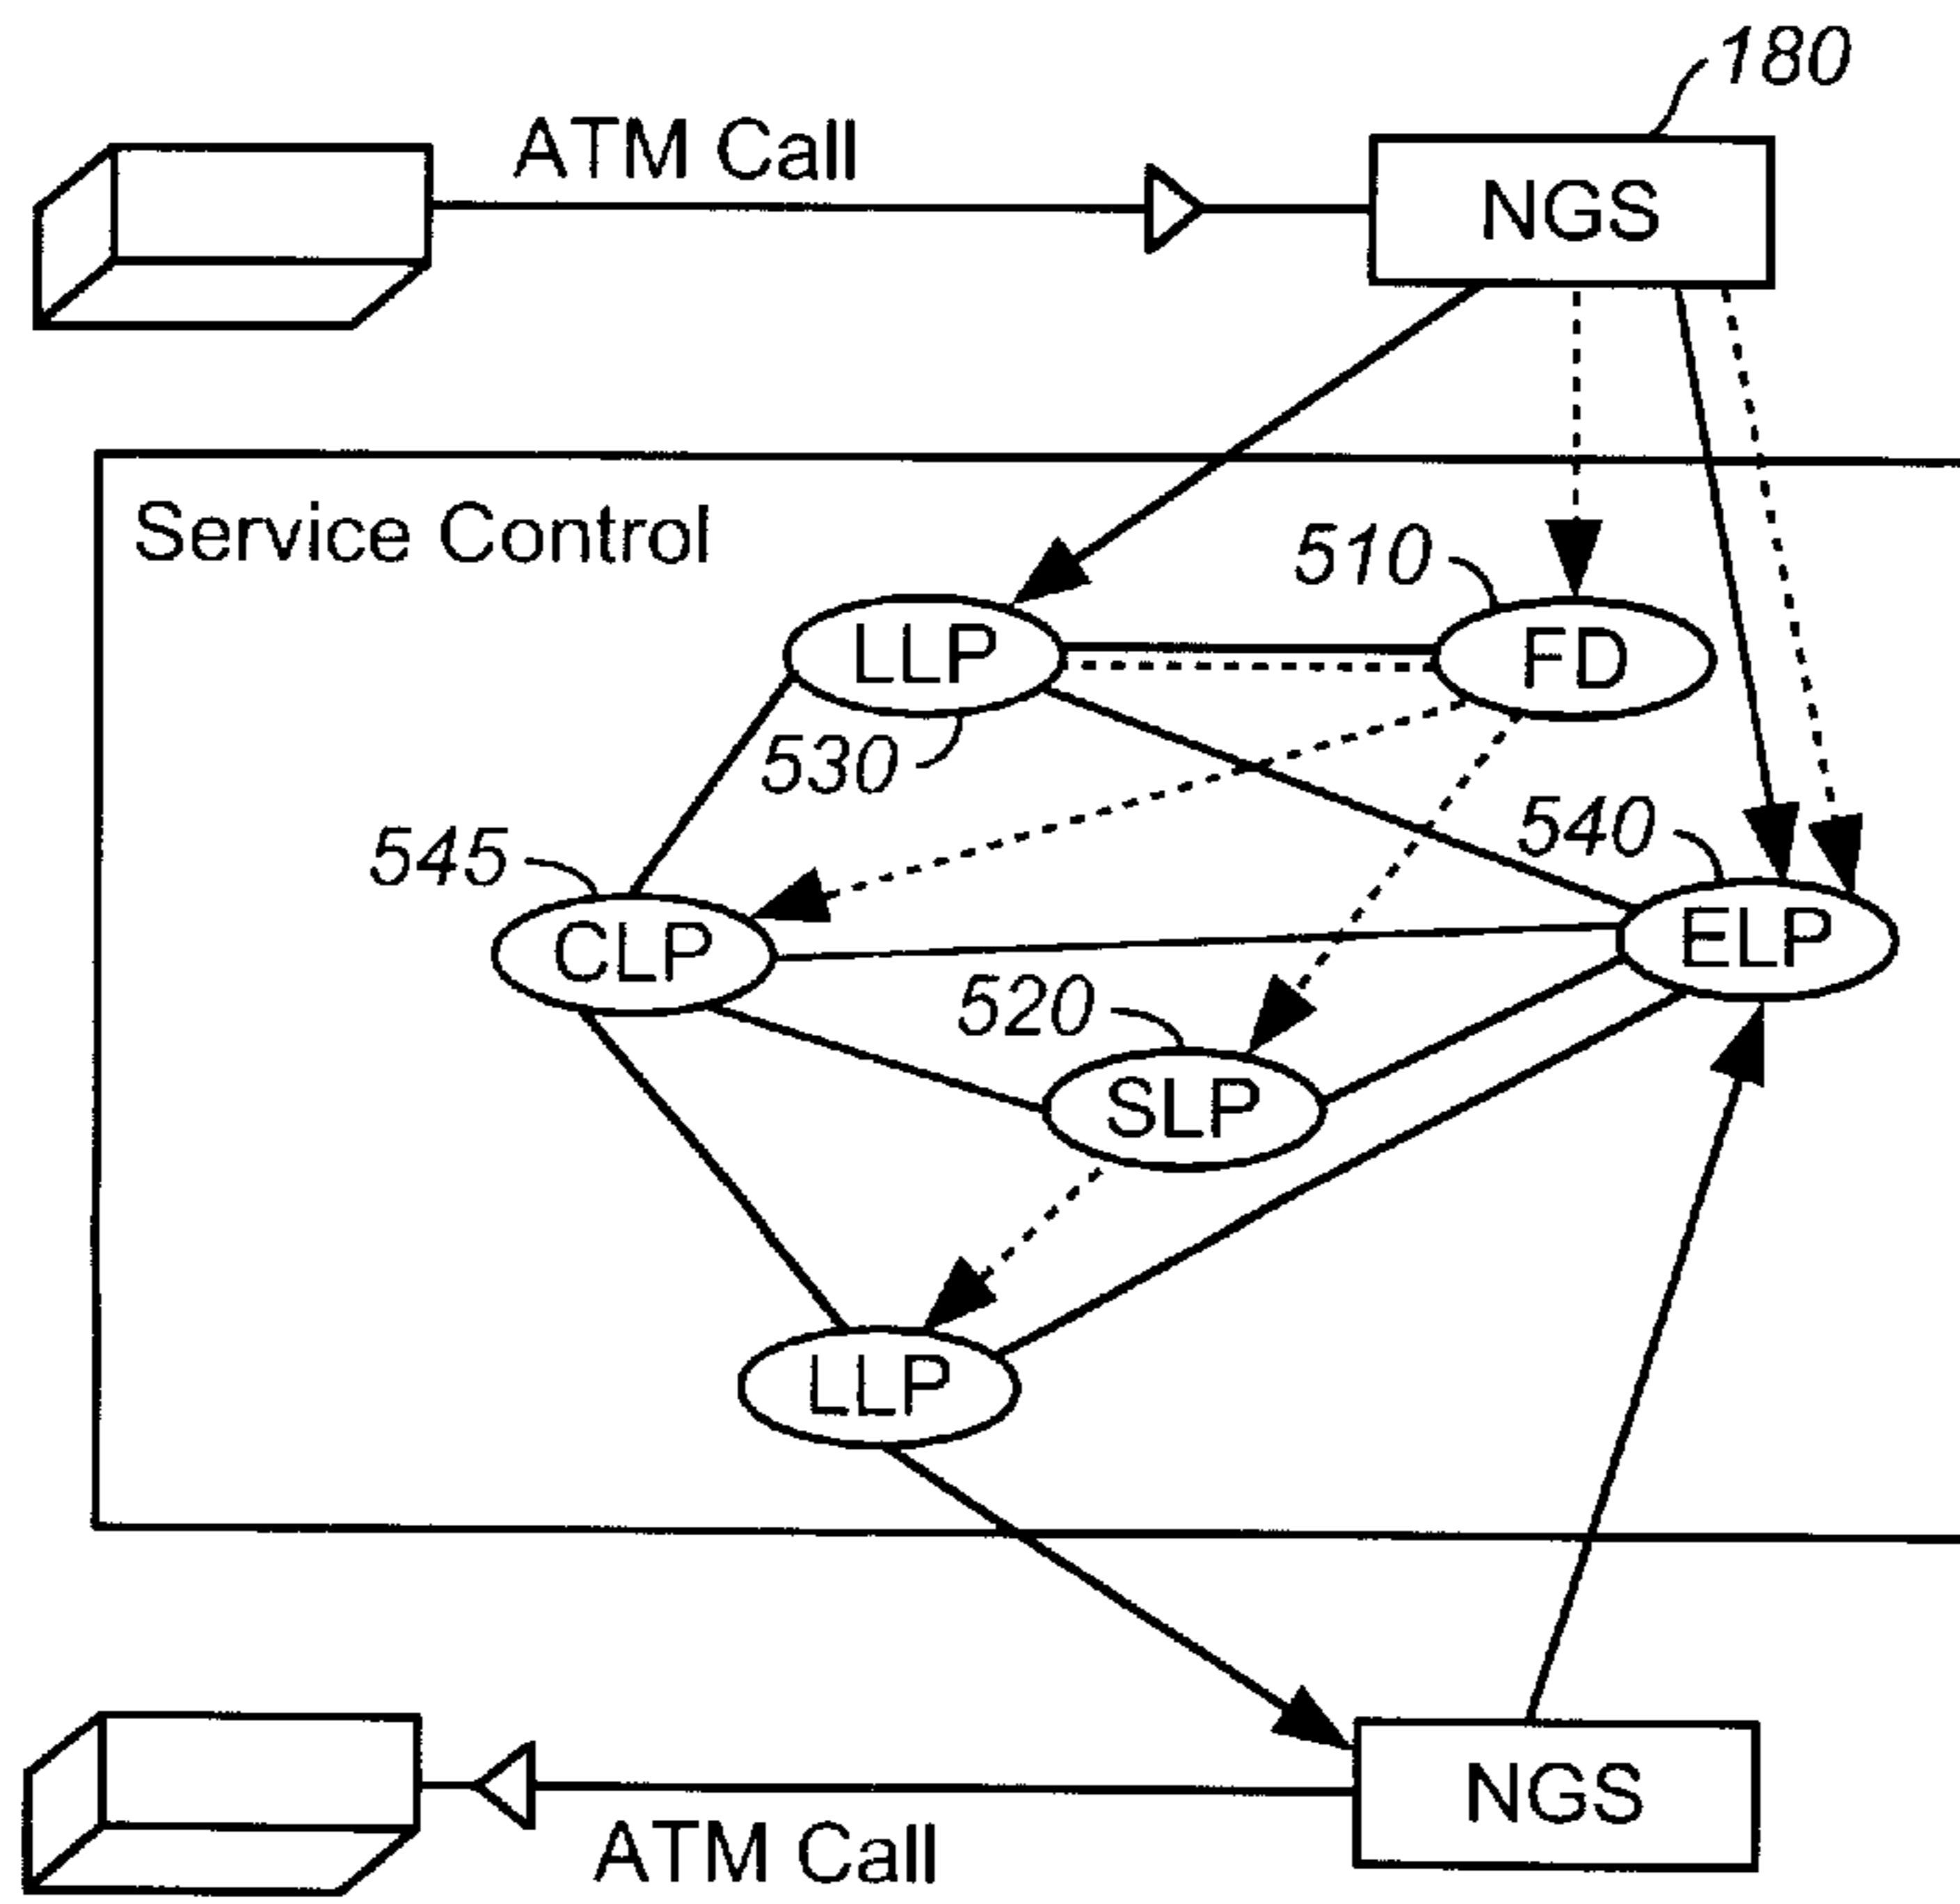 180
ATM Call
NGS
Service Control
510
LLP
FD
530
540
545
CLP
ELP
520
SLP
LLP
NGS
ATM Call